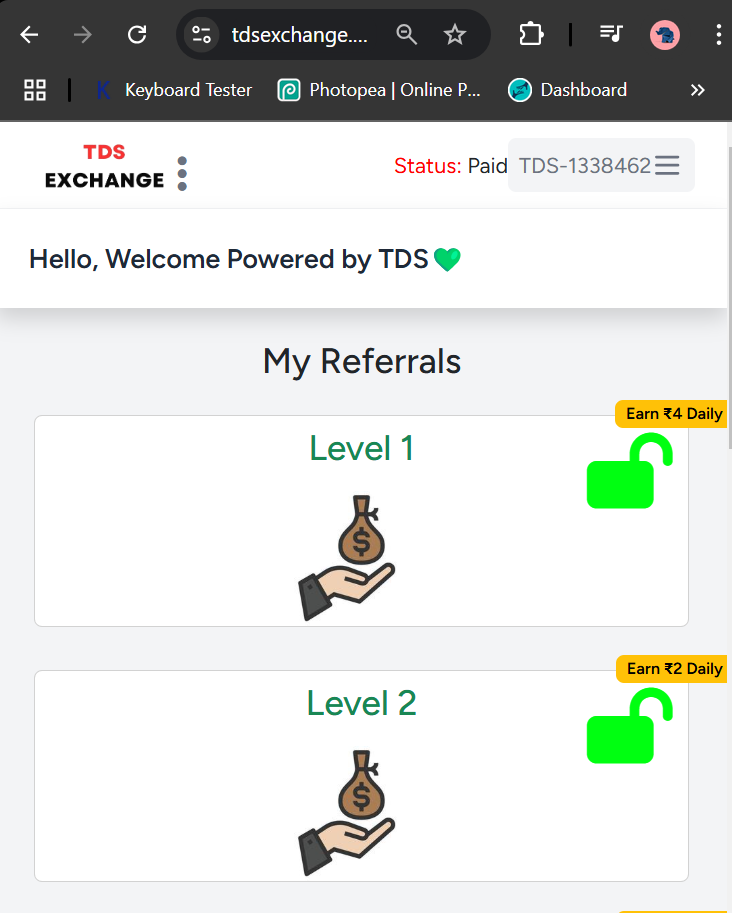 tdsexchange....
Keyboard Tester
Photopea | Online P...
Dashboard
TDS
EXCHANGE
Status: Paid
TDS-1338462
Hello, Welcome Powered by TDS💚
My Referrals
Earn ₹4 Daily
Level 1
$
Earn ₹2 Daily
Level 2
$